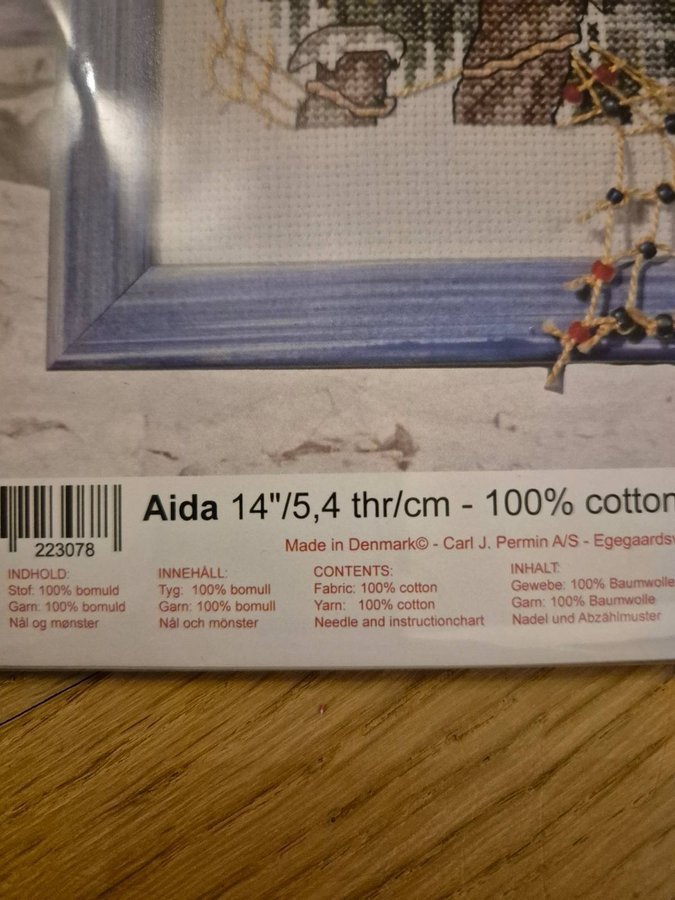 Aida 14"/5,4 thr/cm - 100% cotton
223078
Made in Denmark© - Carl J. Permin A/S - Egegaardsv
INDHOLD:
Stof: 100% bomuld
Garn: 100% bomuld
Nål og mønster
INNEHÅLL:
Tyg: 100% bomull
Garn: 100% bomull
Nål och mönster
CONTENTS:
Fabric: 100% cotton
Yarn: 100% cotton
Needle and instructionchart
INHALT:
Gewebe: 100% Baumwolle
Garn: 100% Baumwolle
Nadel und Abzählmuster